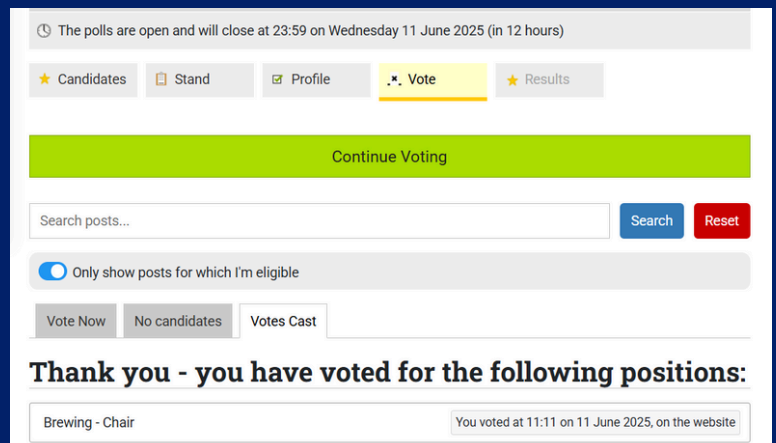 The polls are open and will close at 23:59 on Wednesday 11 June 2025 (in 12 hours)
Candidates Stand Profile Vote Results
Continue Voting
Search posts... Search Reset
Only show posts for which I'm eligible
Vote Now No candidates Votes Cast
Thank you - you have voted for the following positions:
Brewing - Chair You voted at 11:11 on 11 June 2025, on the website